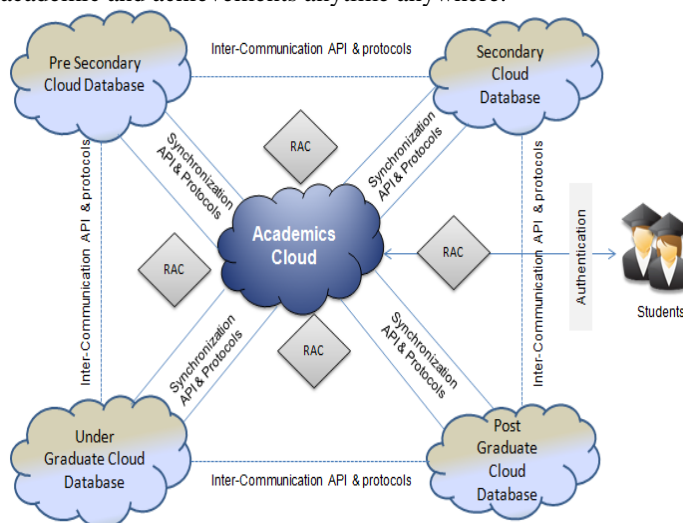 academic and achievements anytime anywhere.
Inter-Communication API & protocols
Pre Secondary
Cloud Database
Secondary
Cloud
Database
RAC
Synchronization
API & Protocols
Synchronization
API & Protocols
Inter-Communication API & protocols
Academics
Cloud
RAC
RAC
Inter-Communication API & protocols
Authentication
Students
RAC
Synchronization
API & Protocols
Synchronization
API & Protocols
Under
Graduate Cloud
Database
Post
Graduate
Cloud
Database
Inter-Communication API & protocols